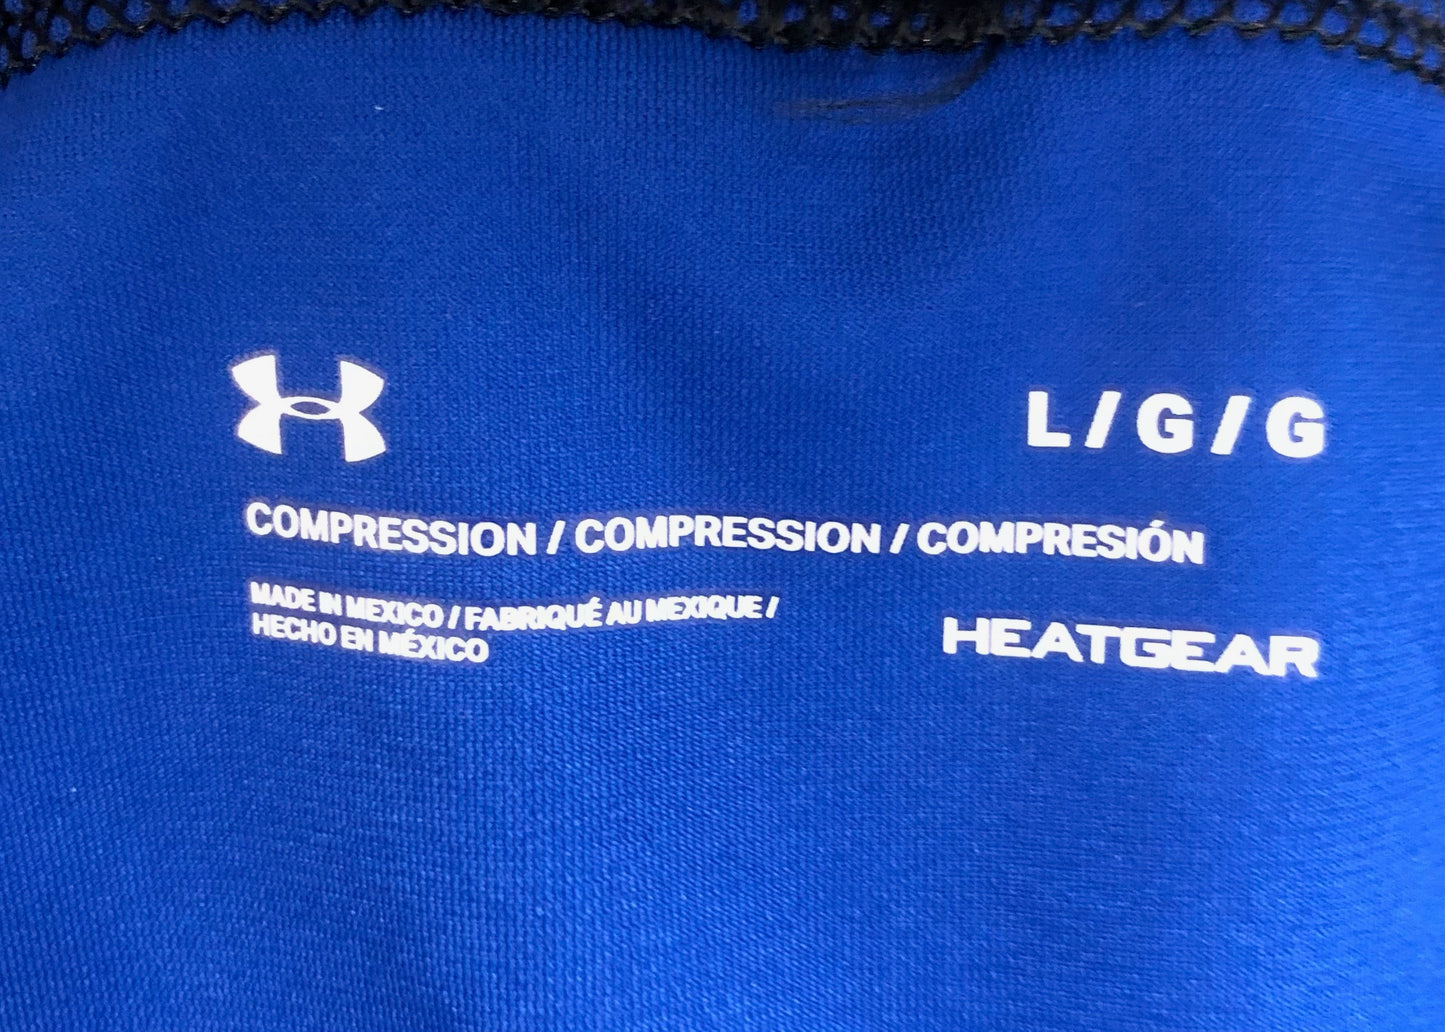 L / G / G
COMPRESSION / COMPRESSION / COMPRESIÓN
MADE IN MEXICO / FABRIQUÉ AU MEXIQUE /
HECHO EN MÉXICO
HEATGEAR